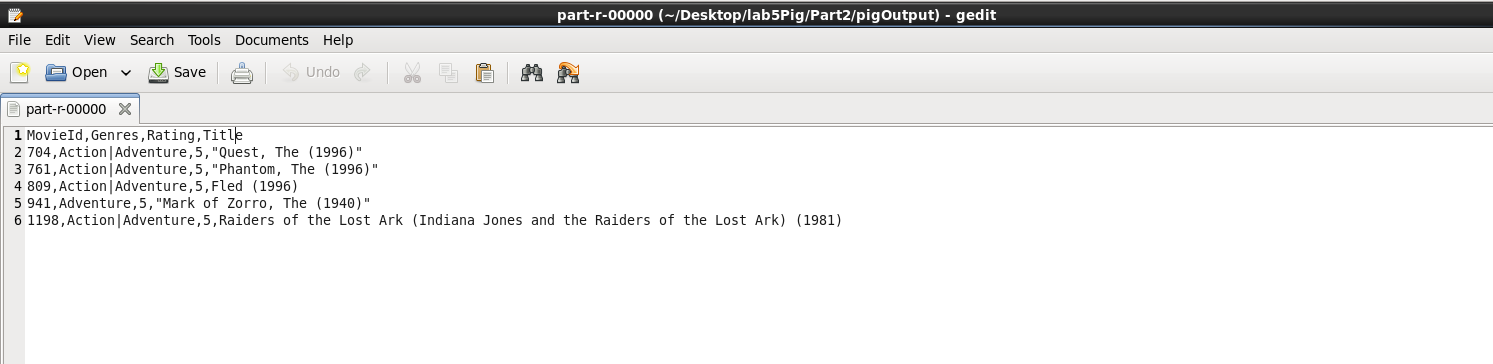 part-r-00000 (~/Desktop/lab5Pig/Part2/pigOutput) - gedit
File Edit View Search Tools Documents Help
Open Save Undo
part-r-00000
1 MovieId,Genres,Rating,Title
2 704,Action|Adventure,5,"Quest, The (1996)"
3 761,Action|Adventure,5,"Phantom, The (1996)"
4 809,Action|Adventure,5,Fled (1996)
5 941,Adventure,5,"Mark of Zorro, The (1940)"
6 1198,Action|Adventure,5,Raiders of the Lost Ark (Indiana Jones and the Raiders of the Lost Ark) (1981)